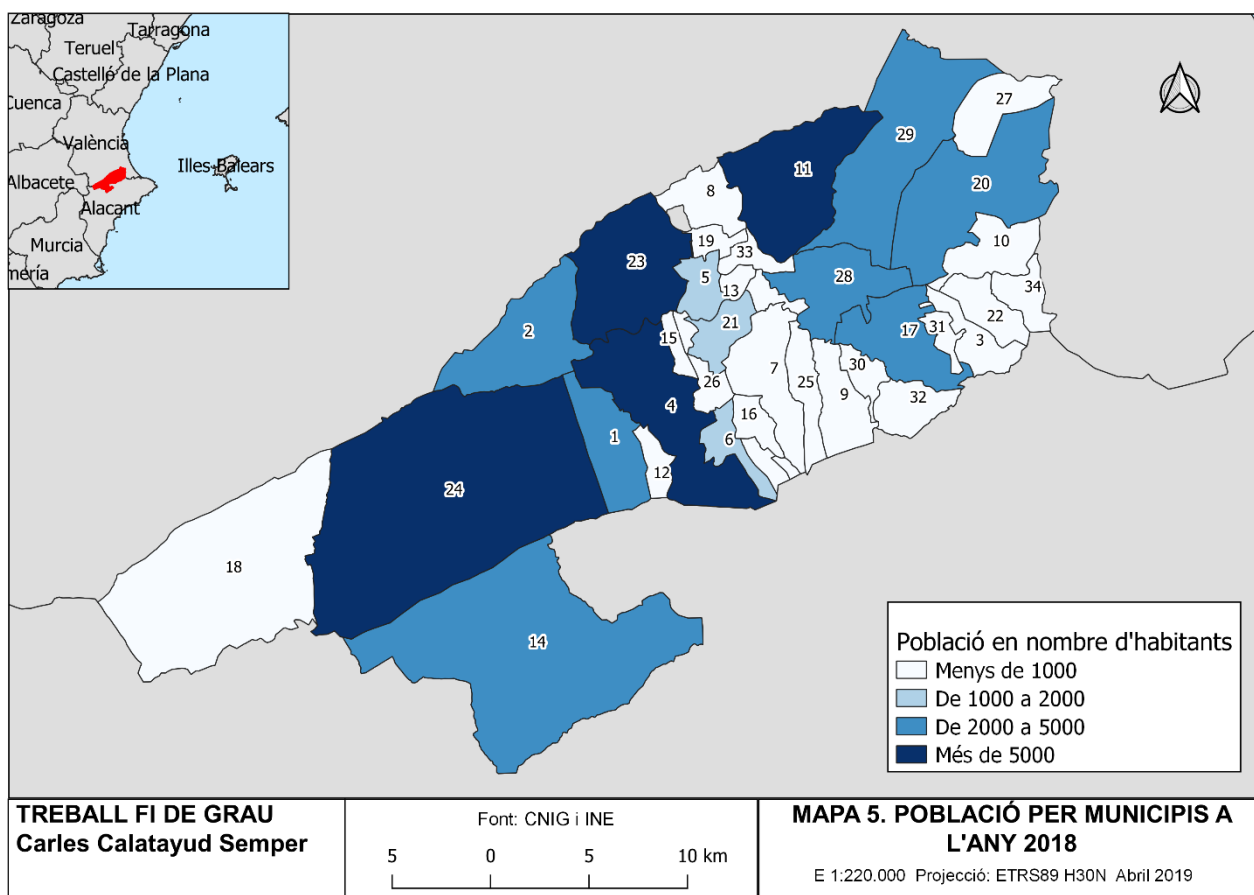 Zaragoza
Tarragona
Teruel
Castelló de la Plana
Cuenca
València
Illes Balears
Albacete
Alacant
Murcia
mería
27
29
11
20
8
10
19
33
23
5
28
34
13
22
21
17
31
2
15
3
7
30
26
25
9
32
4
16
1
6
12
24
18
14
Població en nombre d'habitants
Menys de 1000
De 1000 a 2000
De 2000 a 5000
Més de 5000
TREBALL FI DE GRAU
Carles Calatayud Semper
Font: CNIG i INE
5 0 5 10 km
MAPA 5. POBLACIÓ PER MUNICIPIS A
L'ANY 2018
E 1:220.000 Projecció: ETRS89 H30N Abril 2019